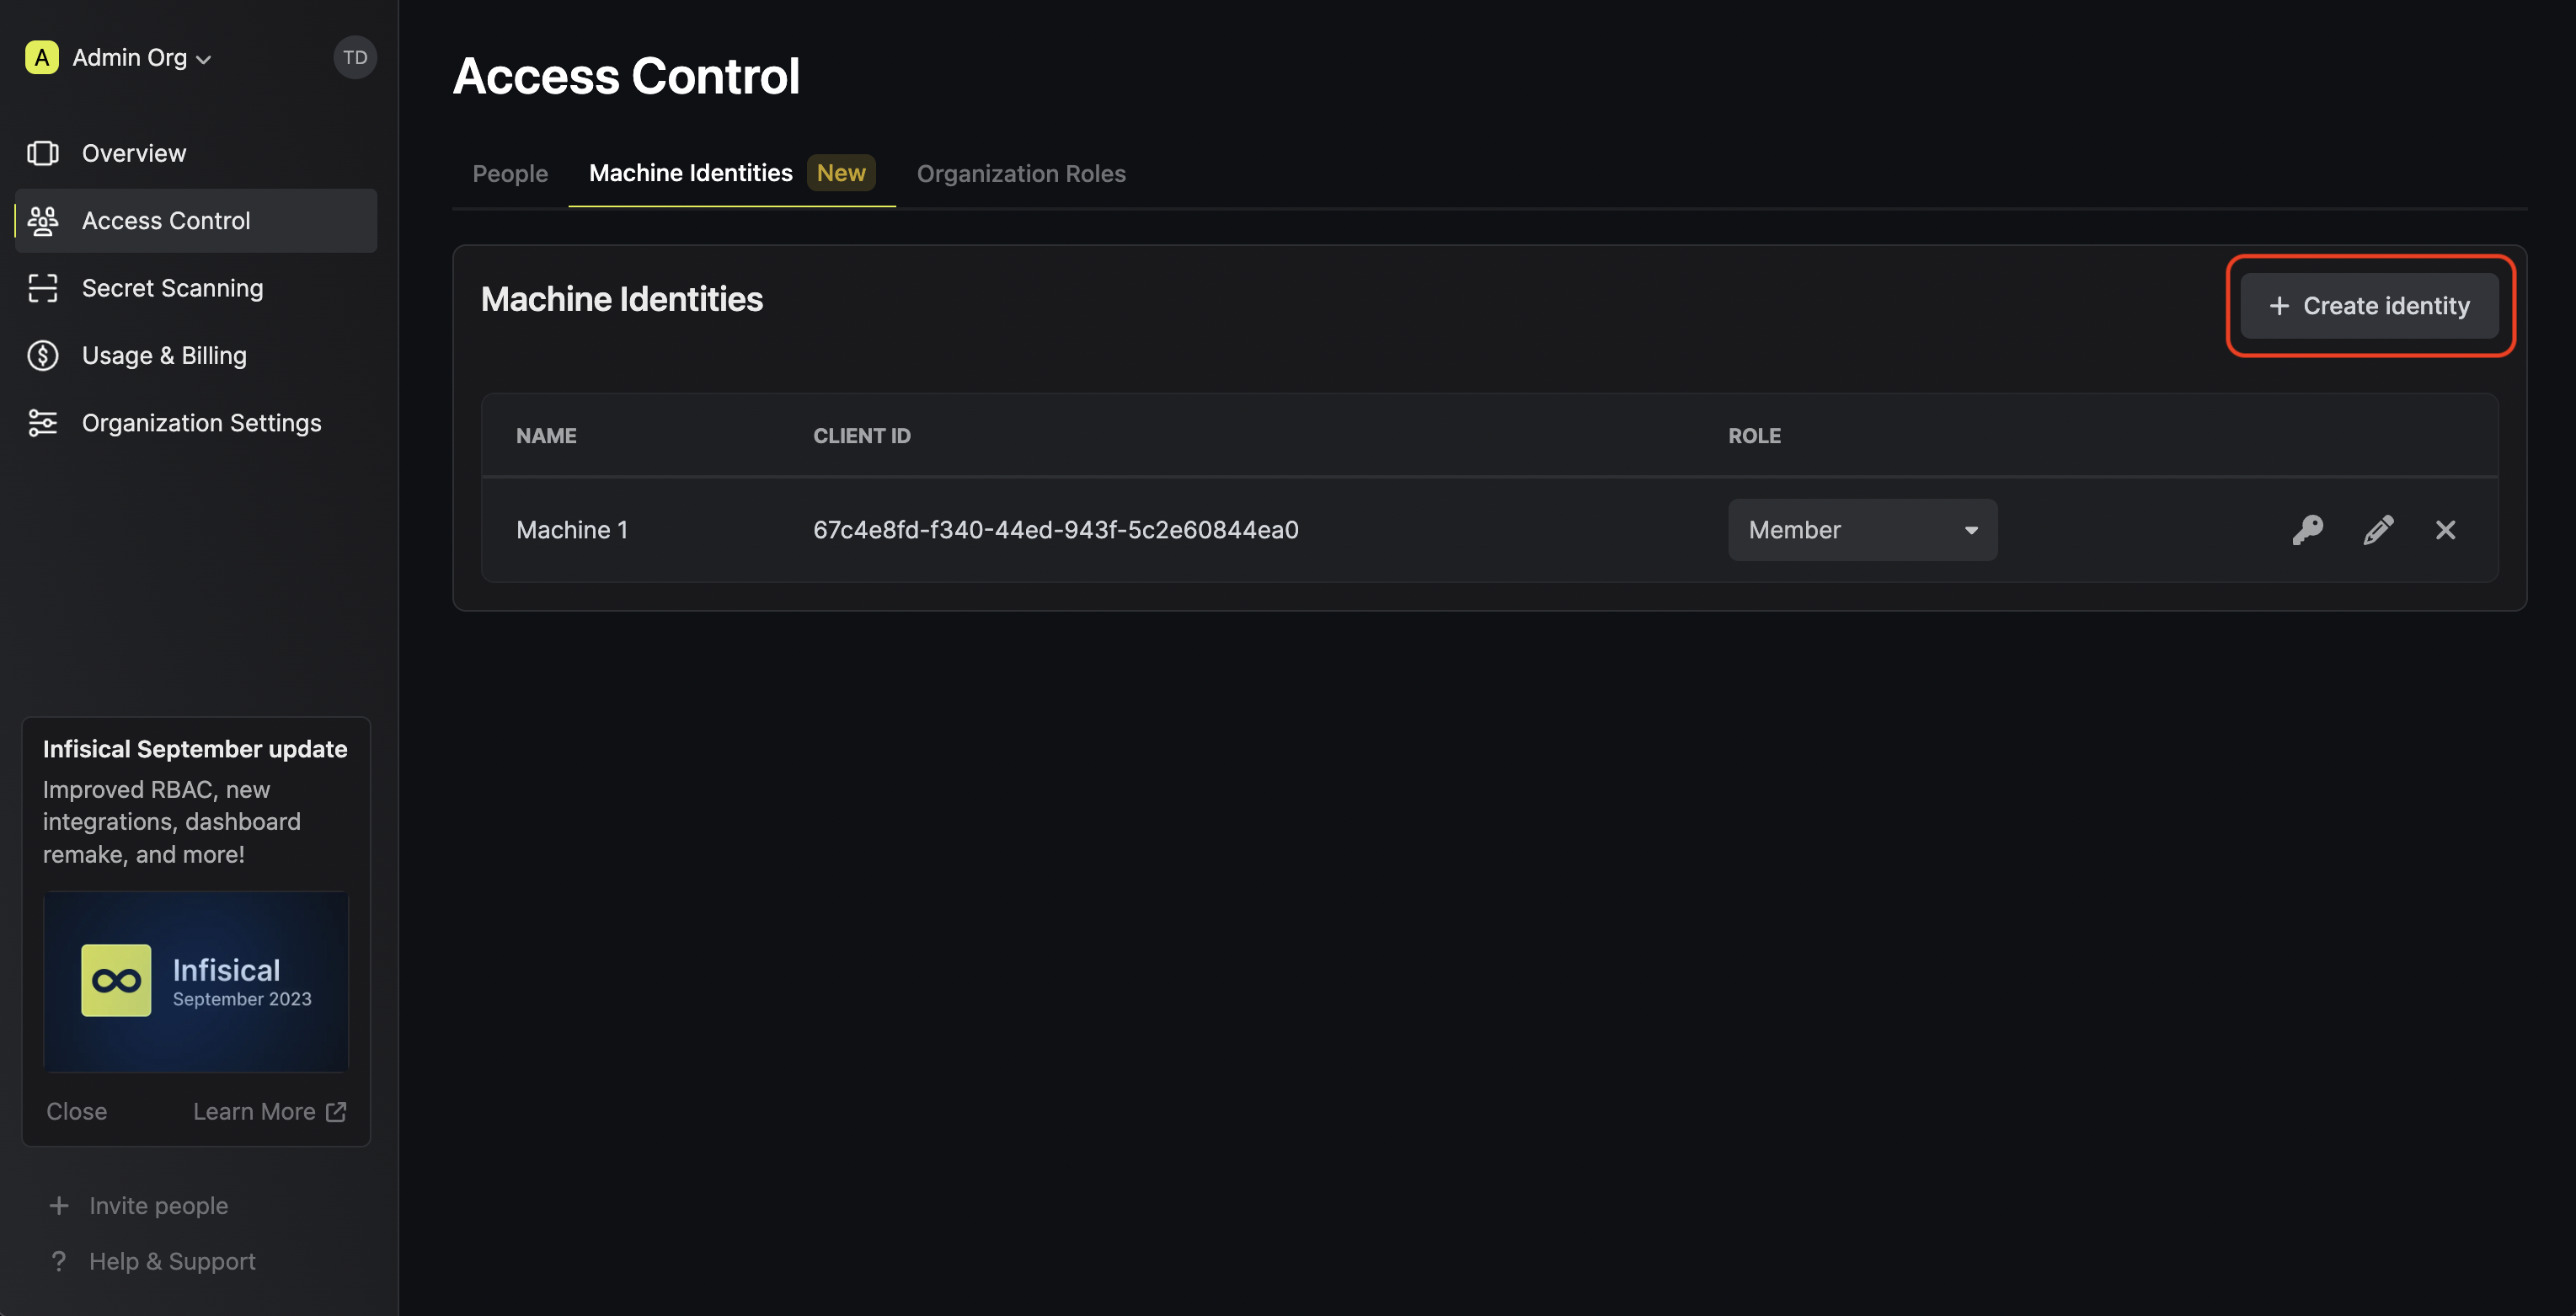 A Admin Org
TD
Overview
Access Control
Secret Scanning
Usage & Billing
Organization Settings
Infisical September update
Improved RBAC, new
integrations, dashboard
remake, and more!
Infisical
September 2023
Close Learn More
+ Invite people
? Help & Support
Access Control
People Machine Identities New Organization Roles
Machine Identities
+ Create identity
NAME CLIENT ID ROLE
Machine 1 67c4e8fd-f340-44ed-943f-5c2e60844ea0 Member